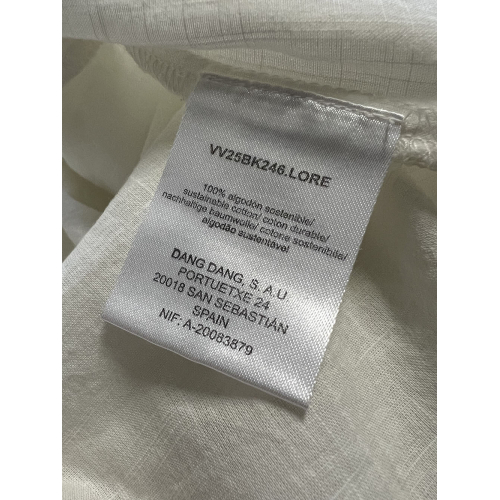 VV25BK246.LORE
100% algodón sostenible/
sustainable cotton/ coton durable/
nachhaltige baumwolle/ cotone sostenibile/
algodão sustentável
DANG DANG, S. A.U
PORTUETXE 24
20018 SAN SEBASTIÁN
SPAIN
NIF: A-20083879